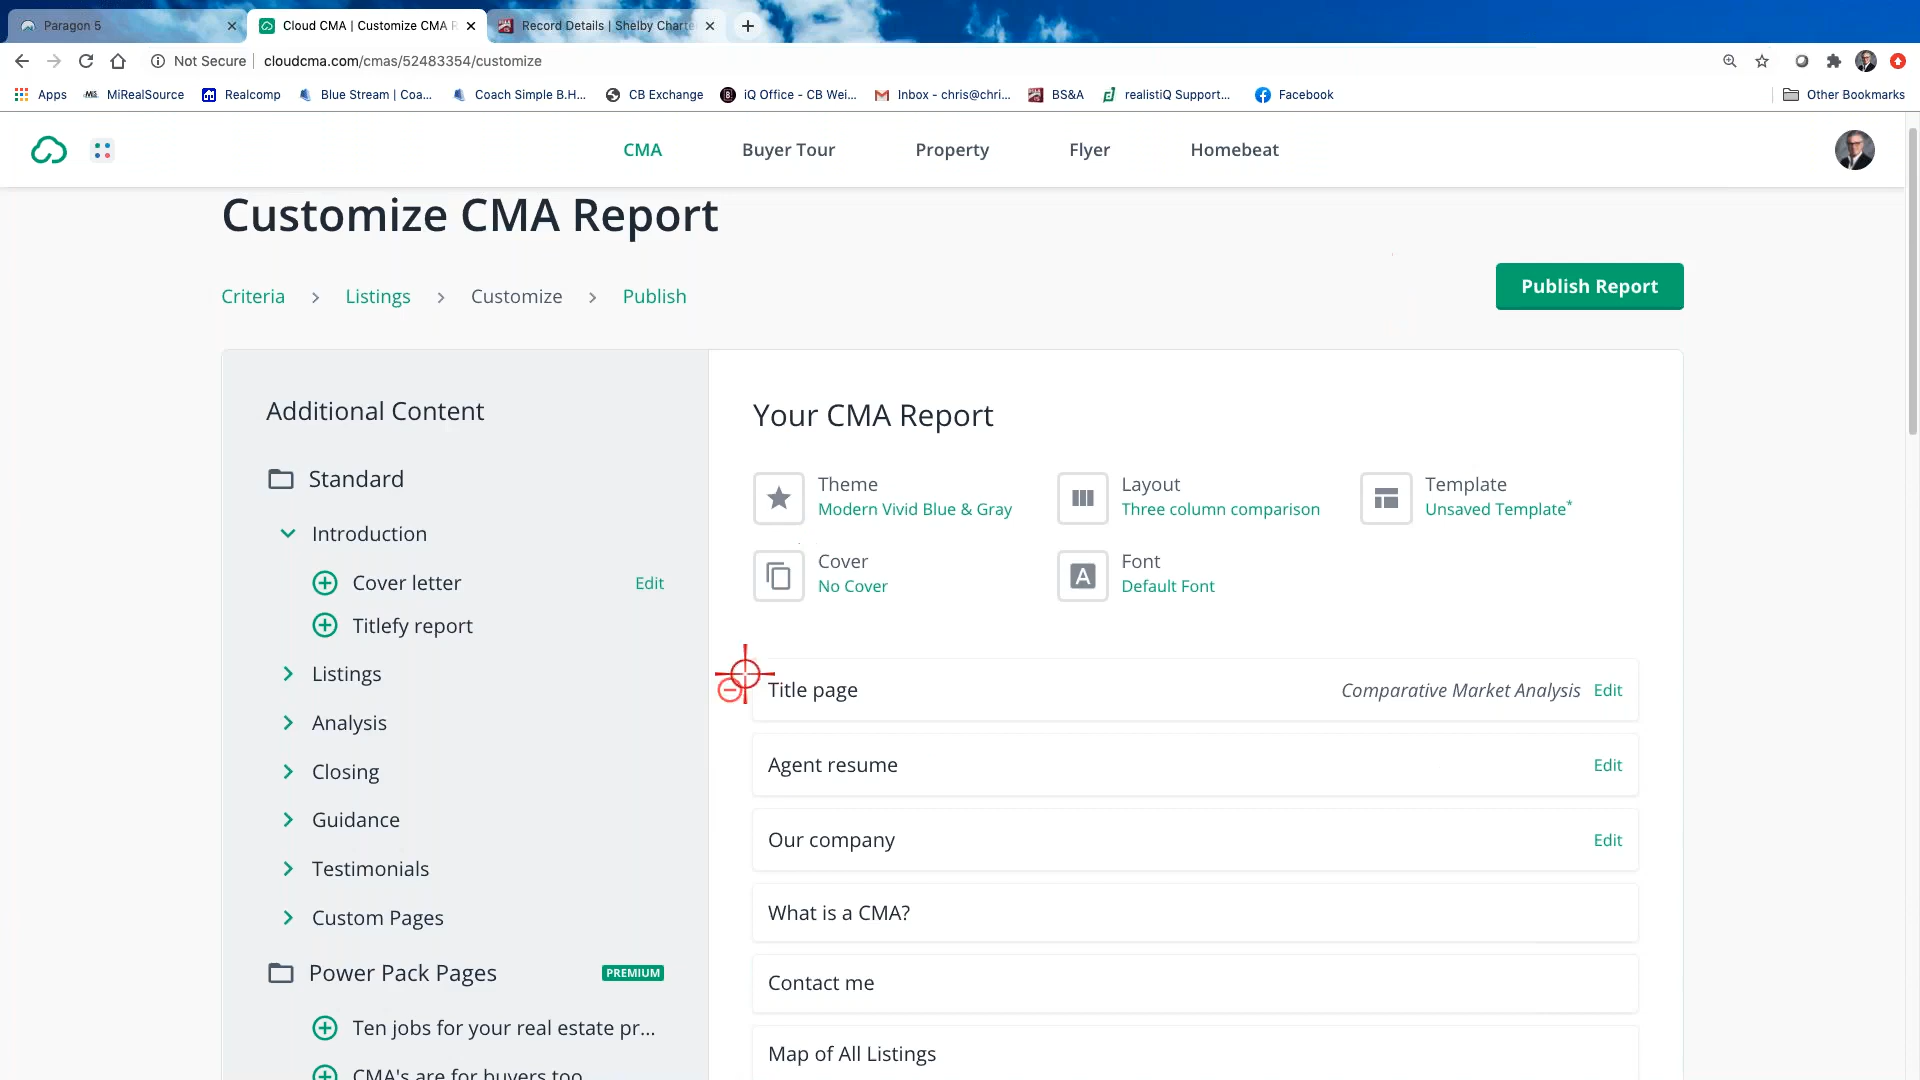 Paragon 5
Cloud CMA | Customize CMA R
Record Details | Shelby Charte
Not Secure
cloudcma.com/cmas/52483354/customize
Apps
MiRealSource
Realcomp
Blue Stream | Coa...
Coach Simple B.H...
CB Exchange
iQ Office - CB Wei...
Inbox - chris@chri...
BS&A
realistiQ Support...
Facebook
Other Bookmarks
CMA
Buyer Tour
Property
Flyer
Homebeat
Customize CMA Report
Criteria > Listings > Customize > Publish
Publish Report
Additional Content
Standard
Introduction
Cover letter
Edit
Titlefy report
Listings
Analysis
Closing
Guidance
Testimonials
Custom Pages
Power Pack Pages
PREMIUM
Ten jobs for your real estate pr...
CMA's are for buyers too
Your CMA Report
Theme
Modern Vivid Blue & Gray
Layout
Three column comparison
Template
Unsaved Template*
Cover
No Cover
A
Font
Default Font
Title page
Comparative Market Analysis
Edit
Agent resume
Edit
Our company
Edit
What is a CMA?
Contact me
Map of All Listings